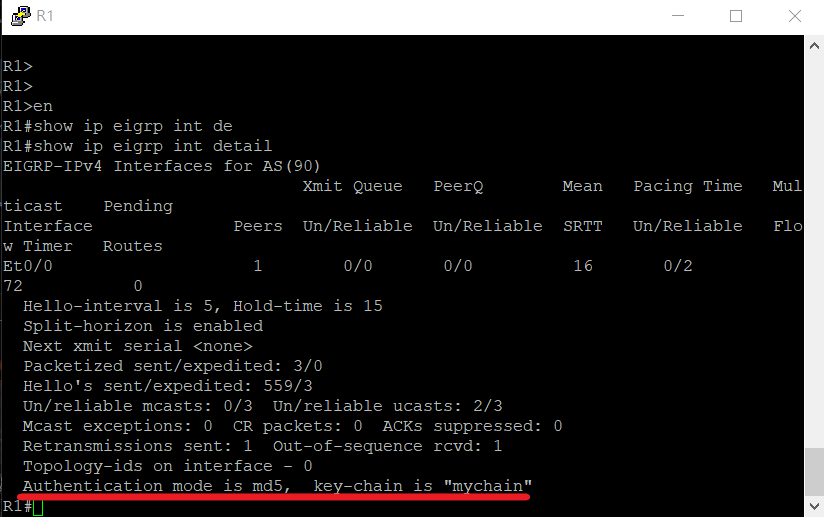 R1
R1>
R1>
R1>en
R1#show ip eigrp int de
R1#show ip eigrp int detail
EIGRP-IPv4 Interfaces for AS(90)
                              Xmit Queue   PeerQ        Mean   Pacing Time   Mul
ticast    Pending
Interface              Peers  Un/Reliable  Un/Reliable  SRTT   Un/Reliable   Flo
w Timer   Routes
Et0/0                    1        0/0       0/0          16       0/2
72           0
  Hello-interval is 5, Hold-time is 15
  Split-horizon is enabled
  Next xmit serial <none>
  Packetized sent/expedited: 3/0
  Hello's sent/expedited: 559/3
  Un/reliable mcasts: 0/3  Un/reliable ucasts: 2/3
  Mcast exceptions: 0  CR packets: 0  ACKs suppressed: 0
  Retransmissions sent: 1  Out-of-sequence rcvd: 1
  Topology-ids on interface - 0
  Authentication mode is md5,  key-chain is "mychain"
R1#